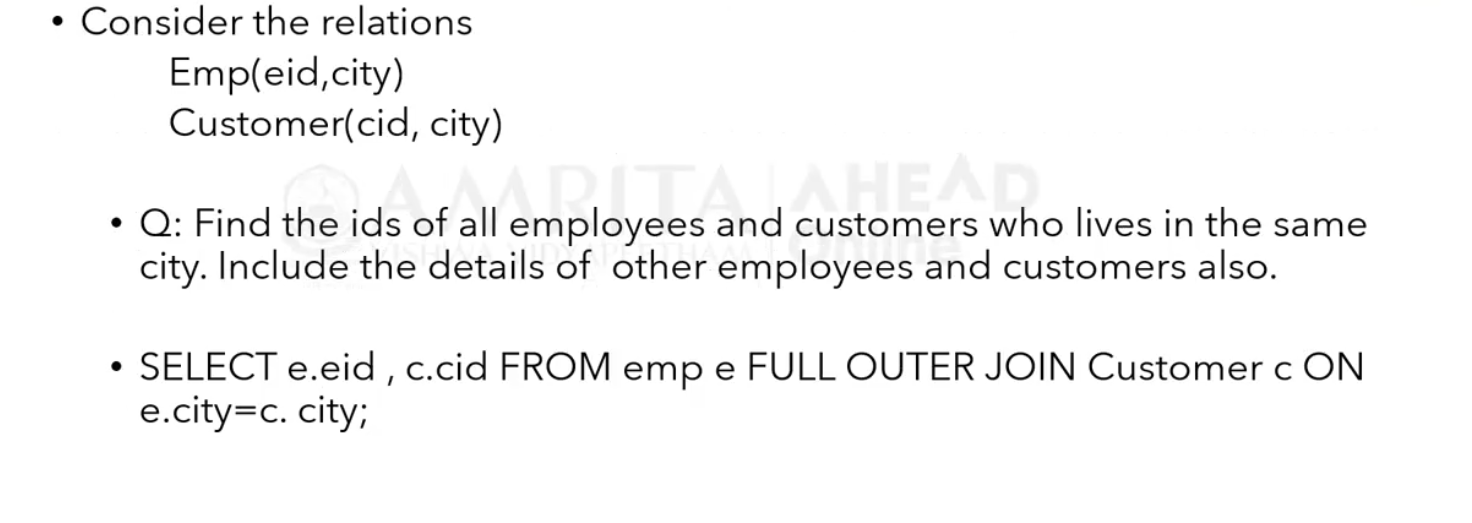 • Consider the relations
Emp(eid,city)
Customer(cid, city)
AMRITA AHEAD
VISHWA VIDYAPEETHAM Online
• Q: Find the ids of all employees and customers who lives in the same
city. Include the details of other employees and customers also.
• SELECT e.eid , c.cid FROM emp e FULL OUTER JOIN Customer c ON
e.city=c. city;